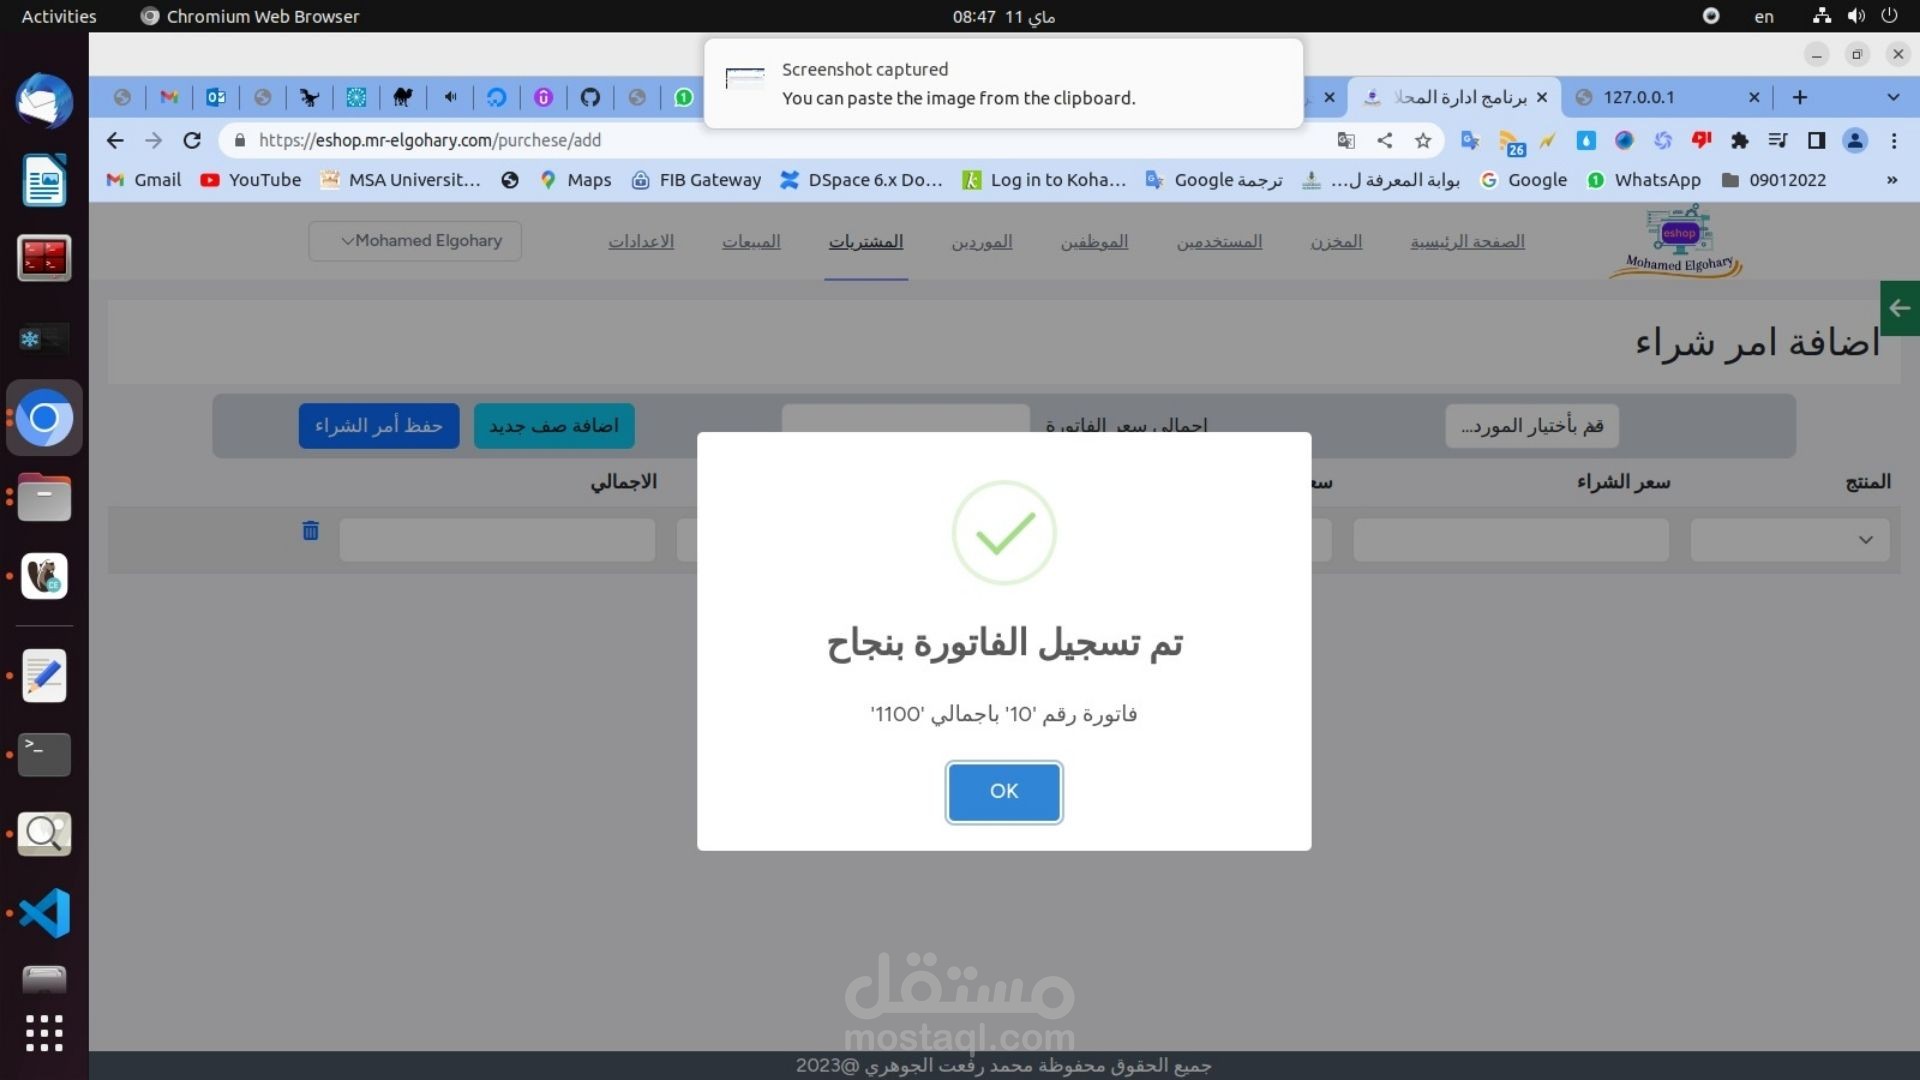 Activities
Chromium Web Browser
08:47 11 ماي
en
Screenshot captured
You can paste the image from the clipboard.
برنامج ادارة المحلا
127.0.0.1
https://eshop.mr-elgohary.com/purchese/add
26
Gmail
YouTube
MSA Universit...
Maps
FIB Gateway
DSpace 6.x Do...
Log in to Koha...
ترجمة Google
بوابة المعرفة ل...
Google
WhatsApp
09012022
»
eshop
Mohamed Elgohary
الصفحة الرئيسية
المخزن
المستخدمين
الموظفين
الموردين
المشتريات
المبيعات
الاعدادات
Mohamed Elgohary
اضافة امر شراء
قم بأختيار المورد...
اجمالي سعر الفاتورة
اضافة صف جديد
حفظ أمر الشراء
المنتج
سعر الشراء
سع
الاجمالي
تم تسجيل الفاتورة بنجاح
فاتورة رقم '10' باجمالي '1100'
OK
مستقل
mostaql.com
جميع الحقوق محفوظة محمد رفعت الجوهري @2023